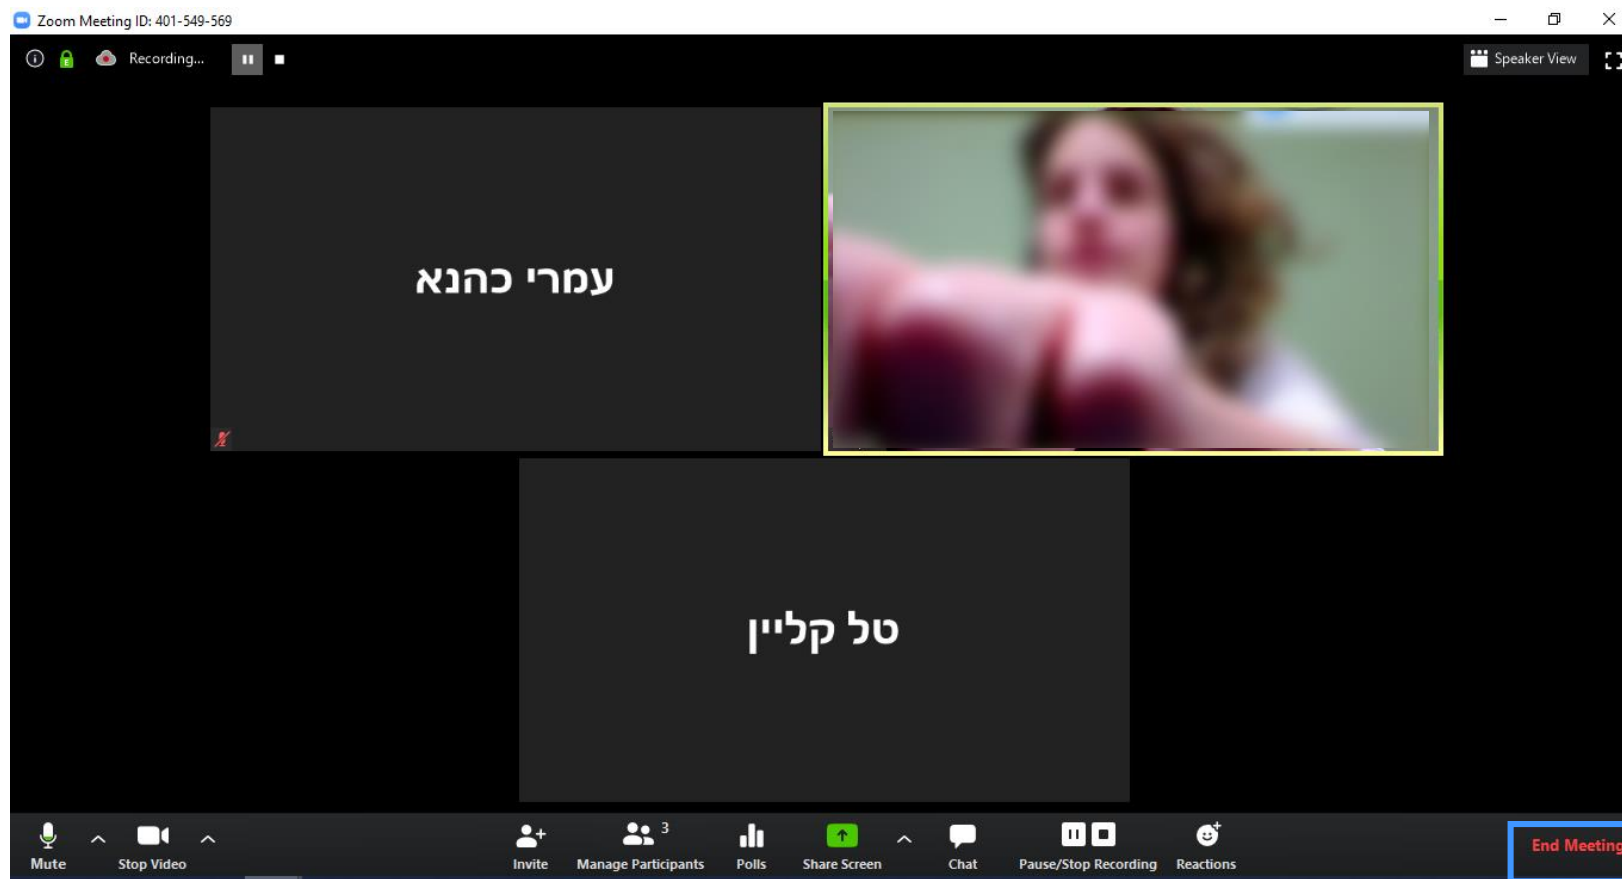 Zoom Meeting ID: 401-549-569
Recording...
Speaker View
עמרי כהנא
טל קליין
Mute
Stop Video
Invite
Manage Participants
3
Polls
Share Screen
Chat
Pause/Stop Recording
Reactions
End Meeting